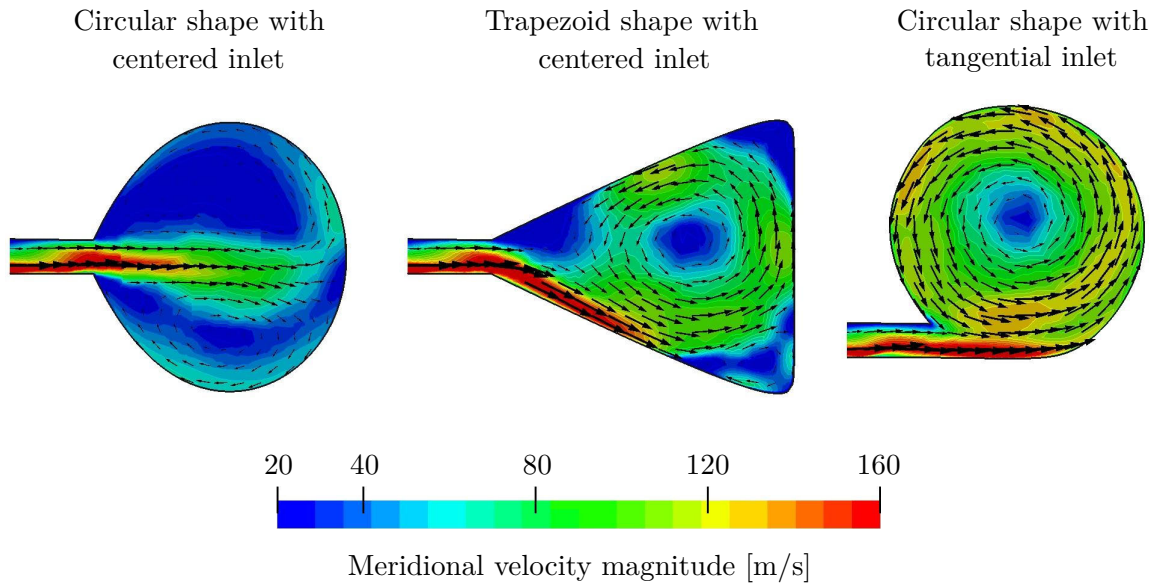 Circular shape with
centered inlet
Trapezoid shape with
centered inlet
Circular shape with
tangential inlet
20 40 80 120 160
Meridional velocity magnitude [m/s]